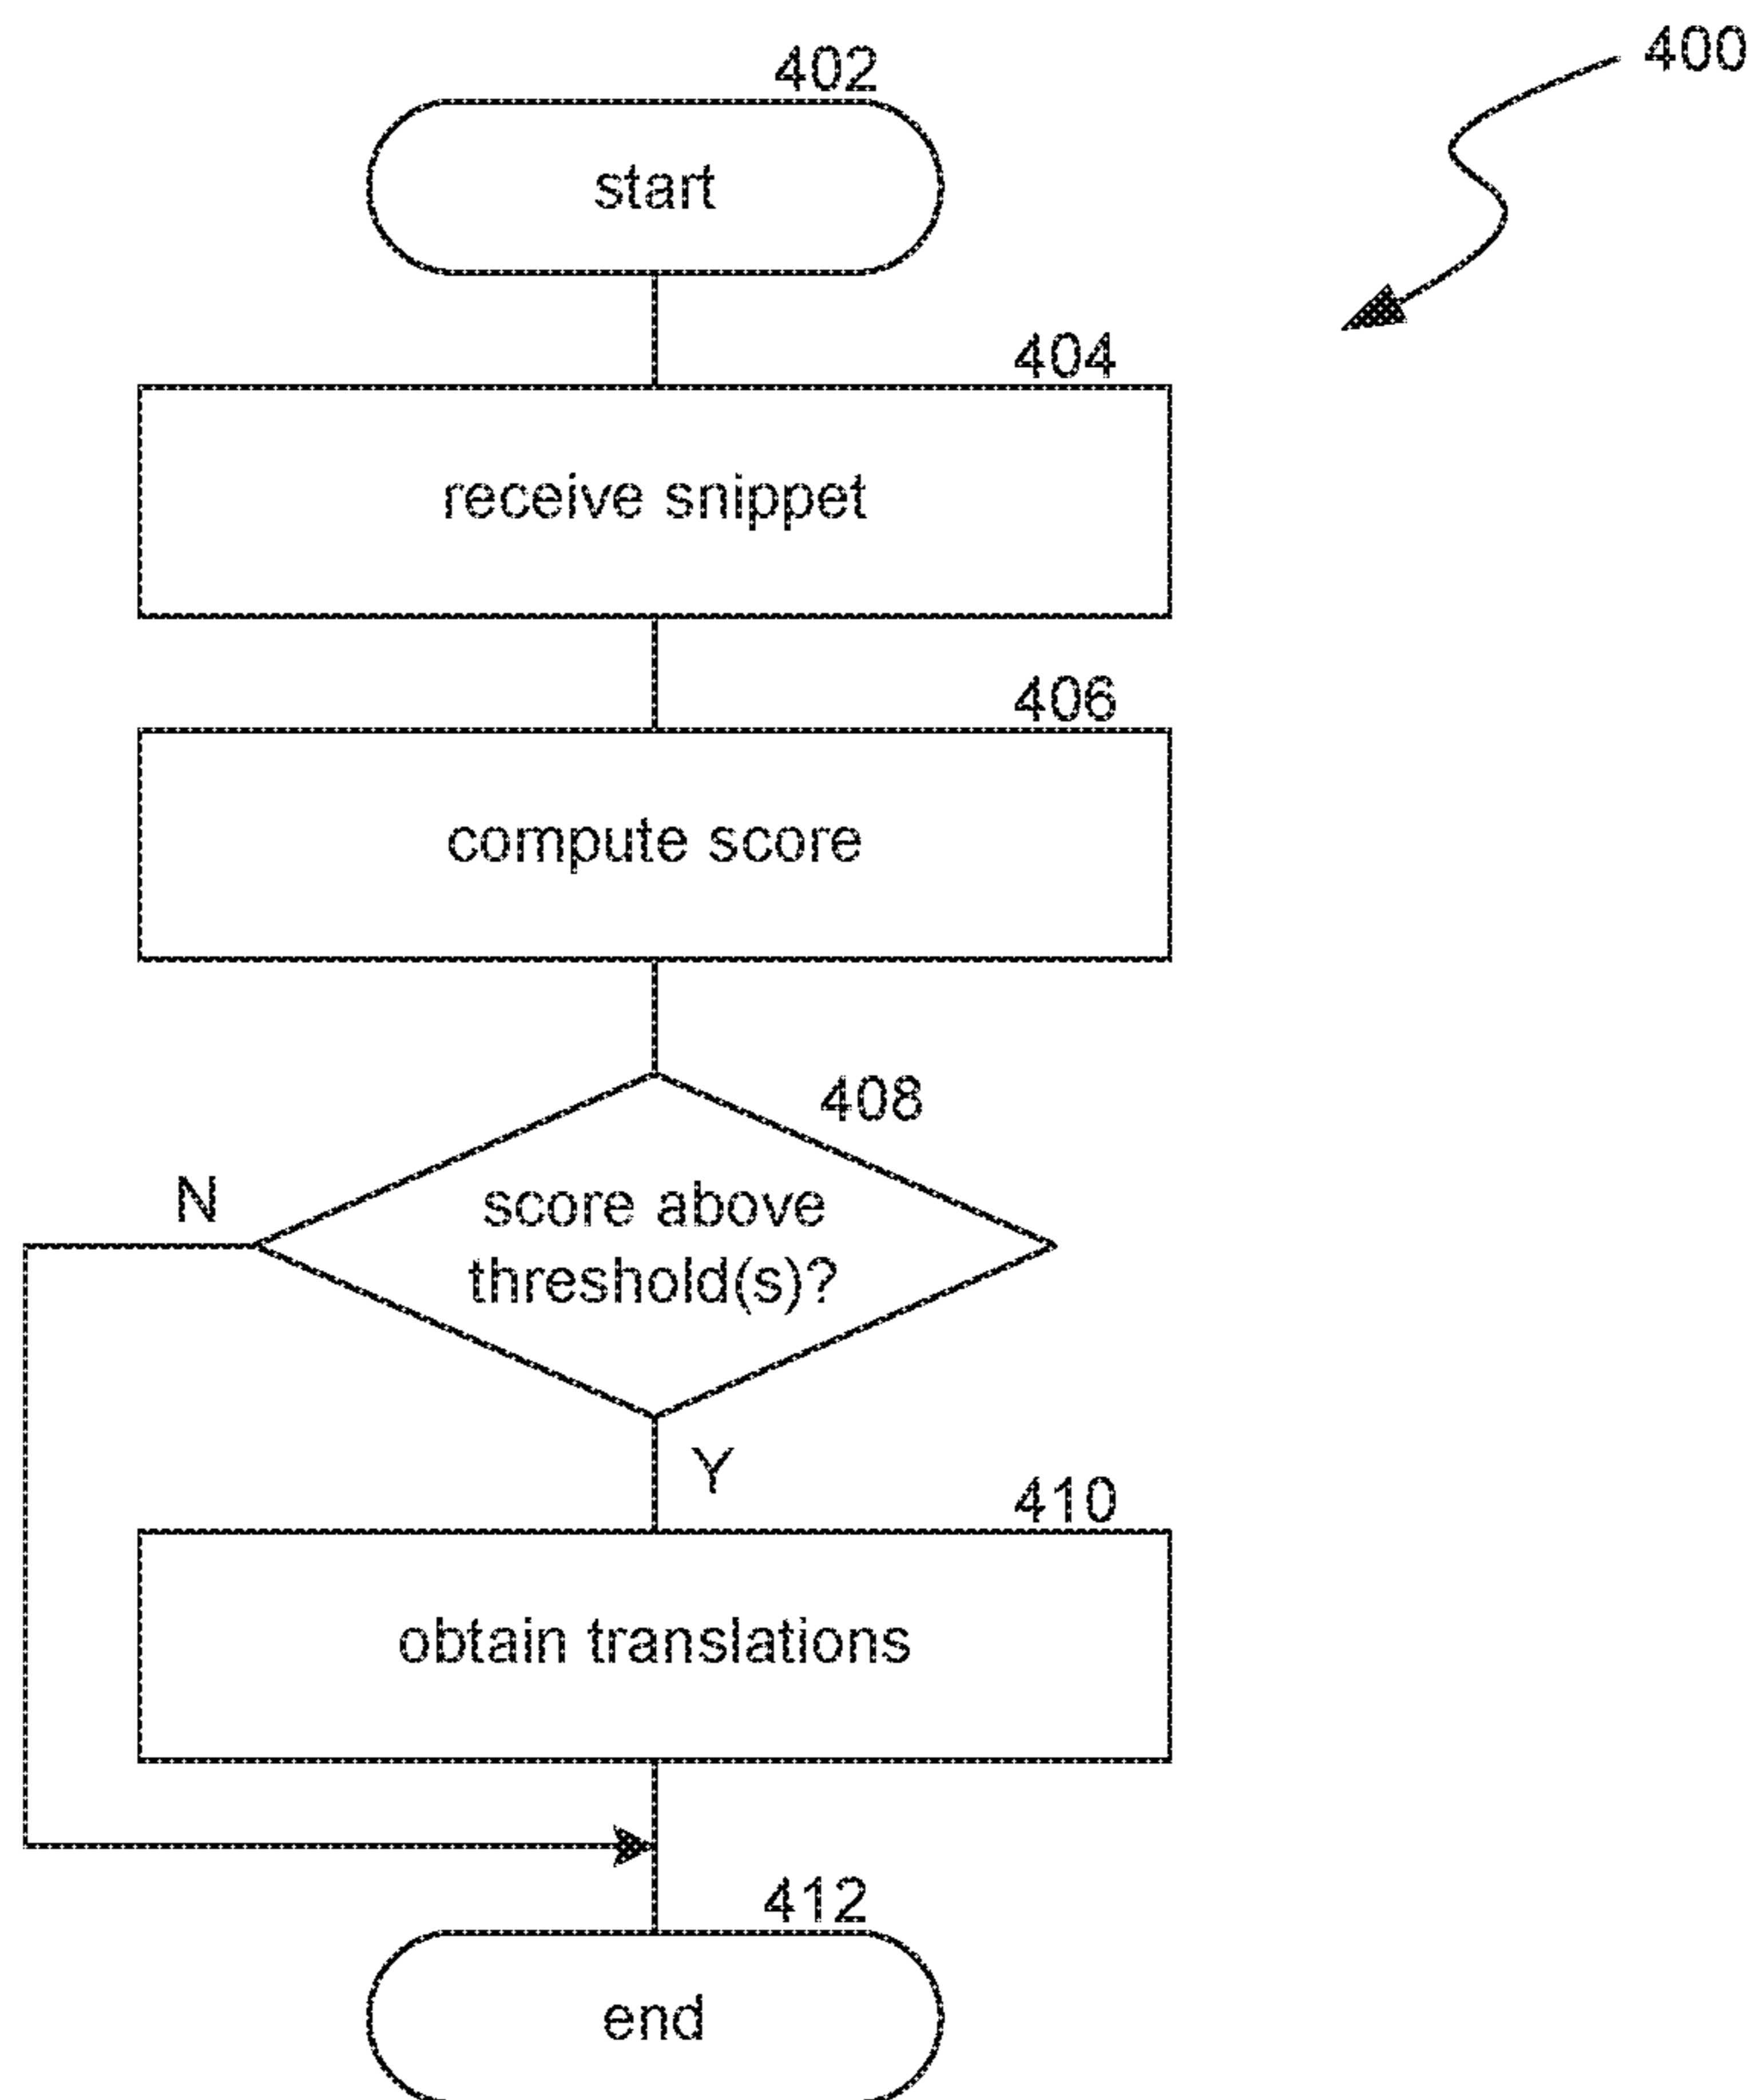 400
402
start
404
receive snippet
406
compute score
408
N
score above
threshold(s)?
Y
410
obtain translations
412
end